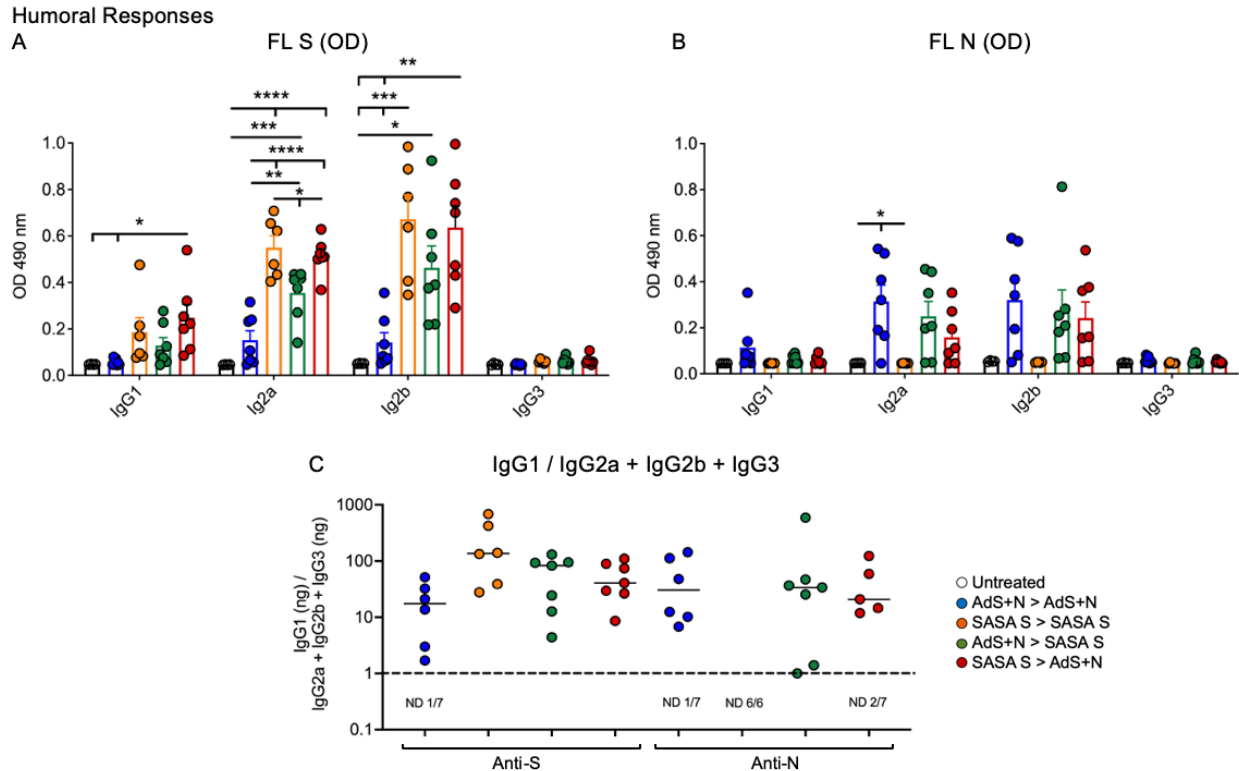 Humoral Responses
A
FL S (OD)
B
FL N (OD)
**
****
***
***
*
****
**
*
*
*
1.0
0.8
0.6
0.4
0.2
0.0
OD 490 nm
IgG1
Ig2a
Ig2b
IgG3
1.0
0.8
0.6
0.4
0.2
0.0
OD 490 nm
IgG1
Ig2a
Ig2b
IgG3
C
IgG1 / IgG2a + IgG2b + IgG3
1000
100
10
1
0.1
IgG1 (ng) /
IgG2a + IgG2b + IgG3 (ng)
ND 1/7
ND 1/7
ND 6/6
ND 2/7
Anti-S
Anti-N
Untreated
AdS+N > AdS+N
SASA S > SASA S
AdS+N > SASA S
SASA S > AdS+N